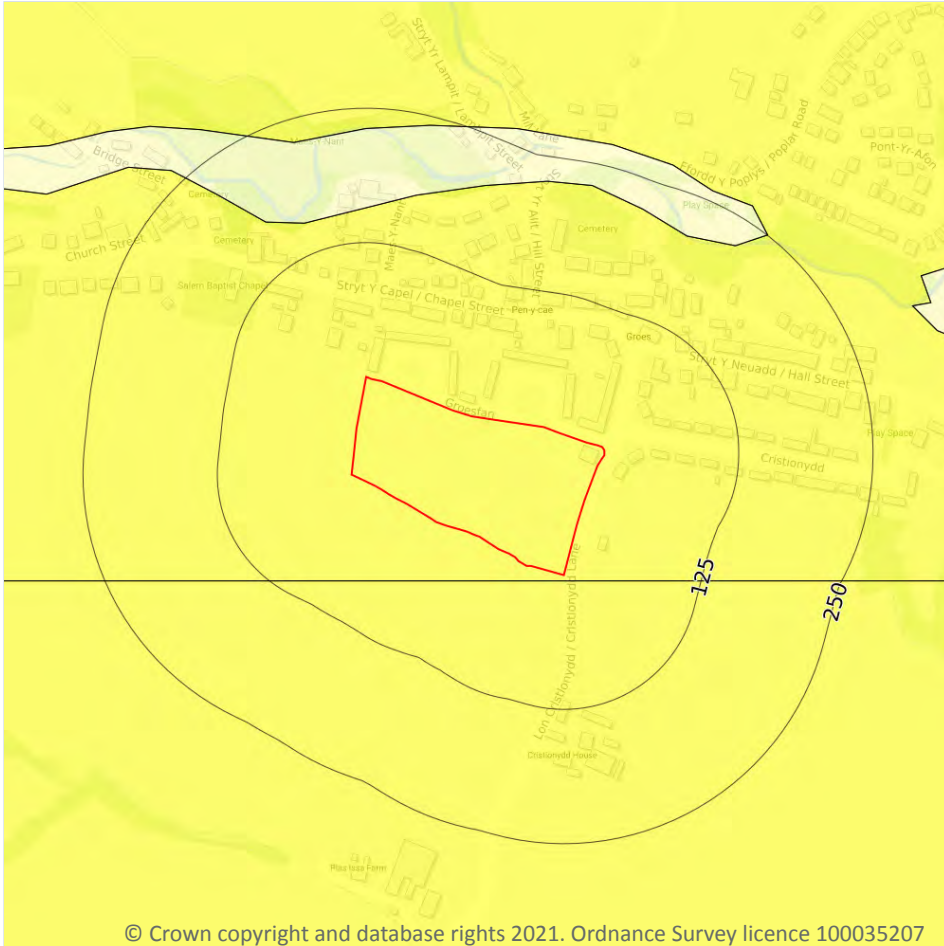 Stryt Yr Lampit / Lampit Street
Mill Lane
Maes-Y-Nant
Bridge Street
Ffordd Y Poplys / Poplar Road
Pont-Yr-Afon
Cemetery
Play Space
Maes-Y-Nant
Stryt Yr Allt / Hill Street
Cemetery
Church Street
Cemetery
Salem Baptist Chapel
Stryt Y Capel / Chapel Street
Pen-y-cae
Groes
Stryt Y Neuadd / Hall Street
Groesfan
Play Space
Cristionydd
125
250
Lon Cristionydd / Cristionydd Lane
Cristionydd House
Plas Issa Farm
© Crown copyright and database rights 2021. Ordnance Survey licence 100035207